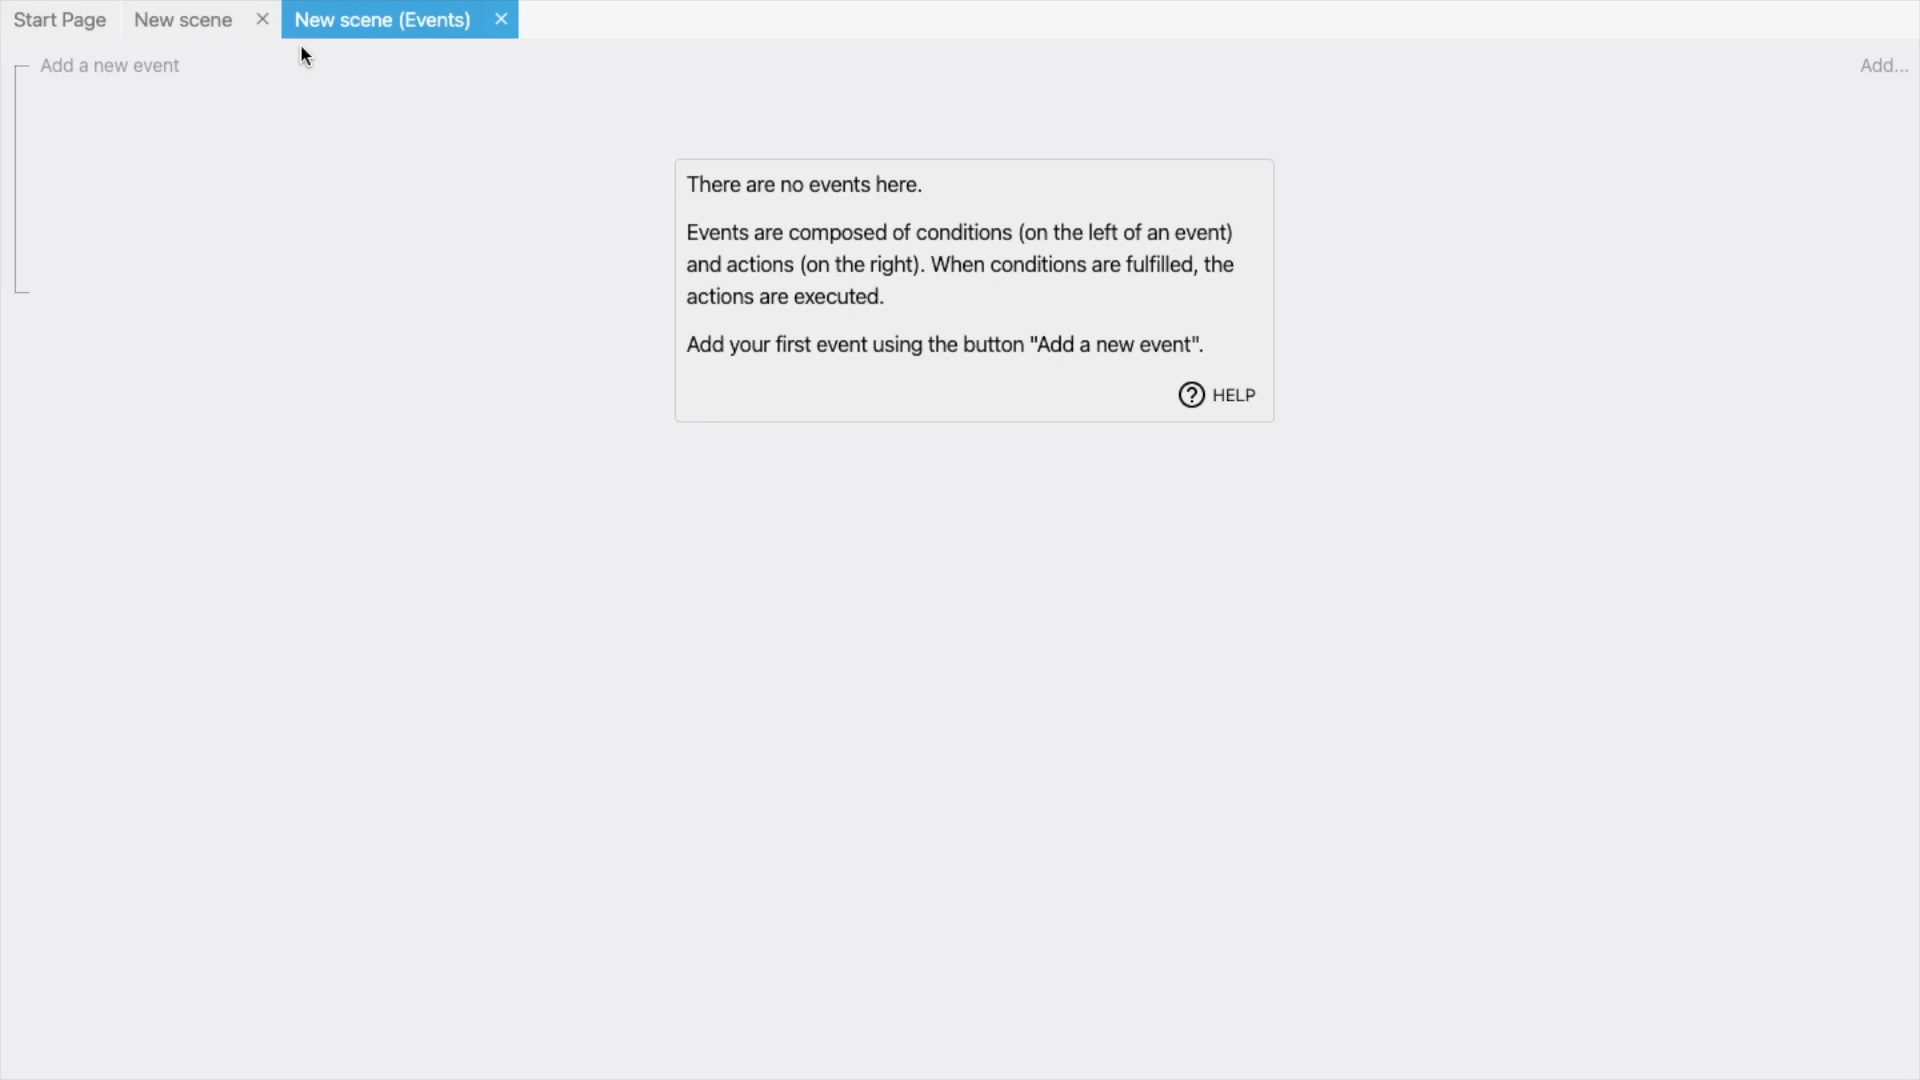 Start Page New scene New scene (Events)
Add a new event Add...
There are no events here.
Events are composed of conditions (on the left of an event)
and actions (on the right). When conditions are fulfilled, the
actions are executed.
Add your first event using the button "Add a new event".
HELP